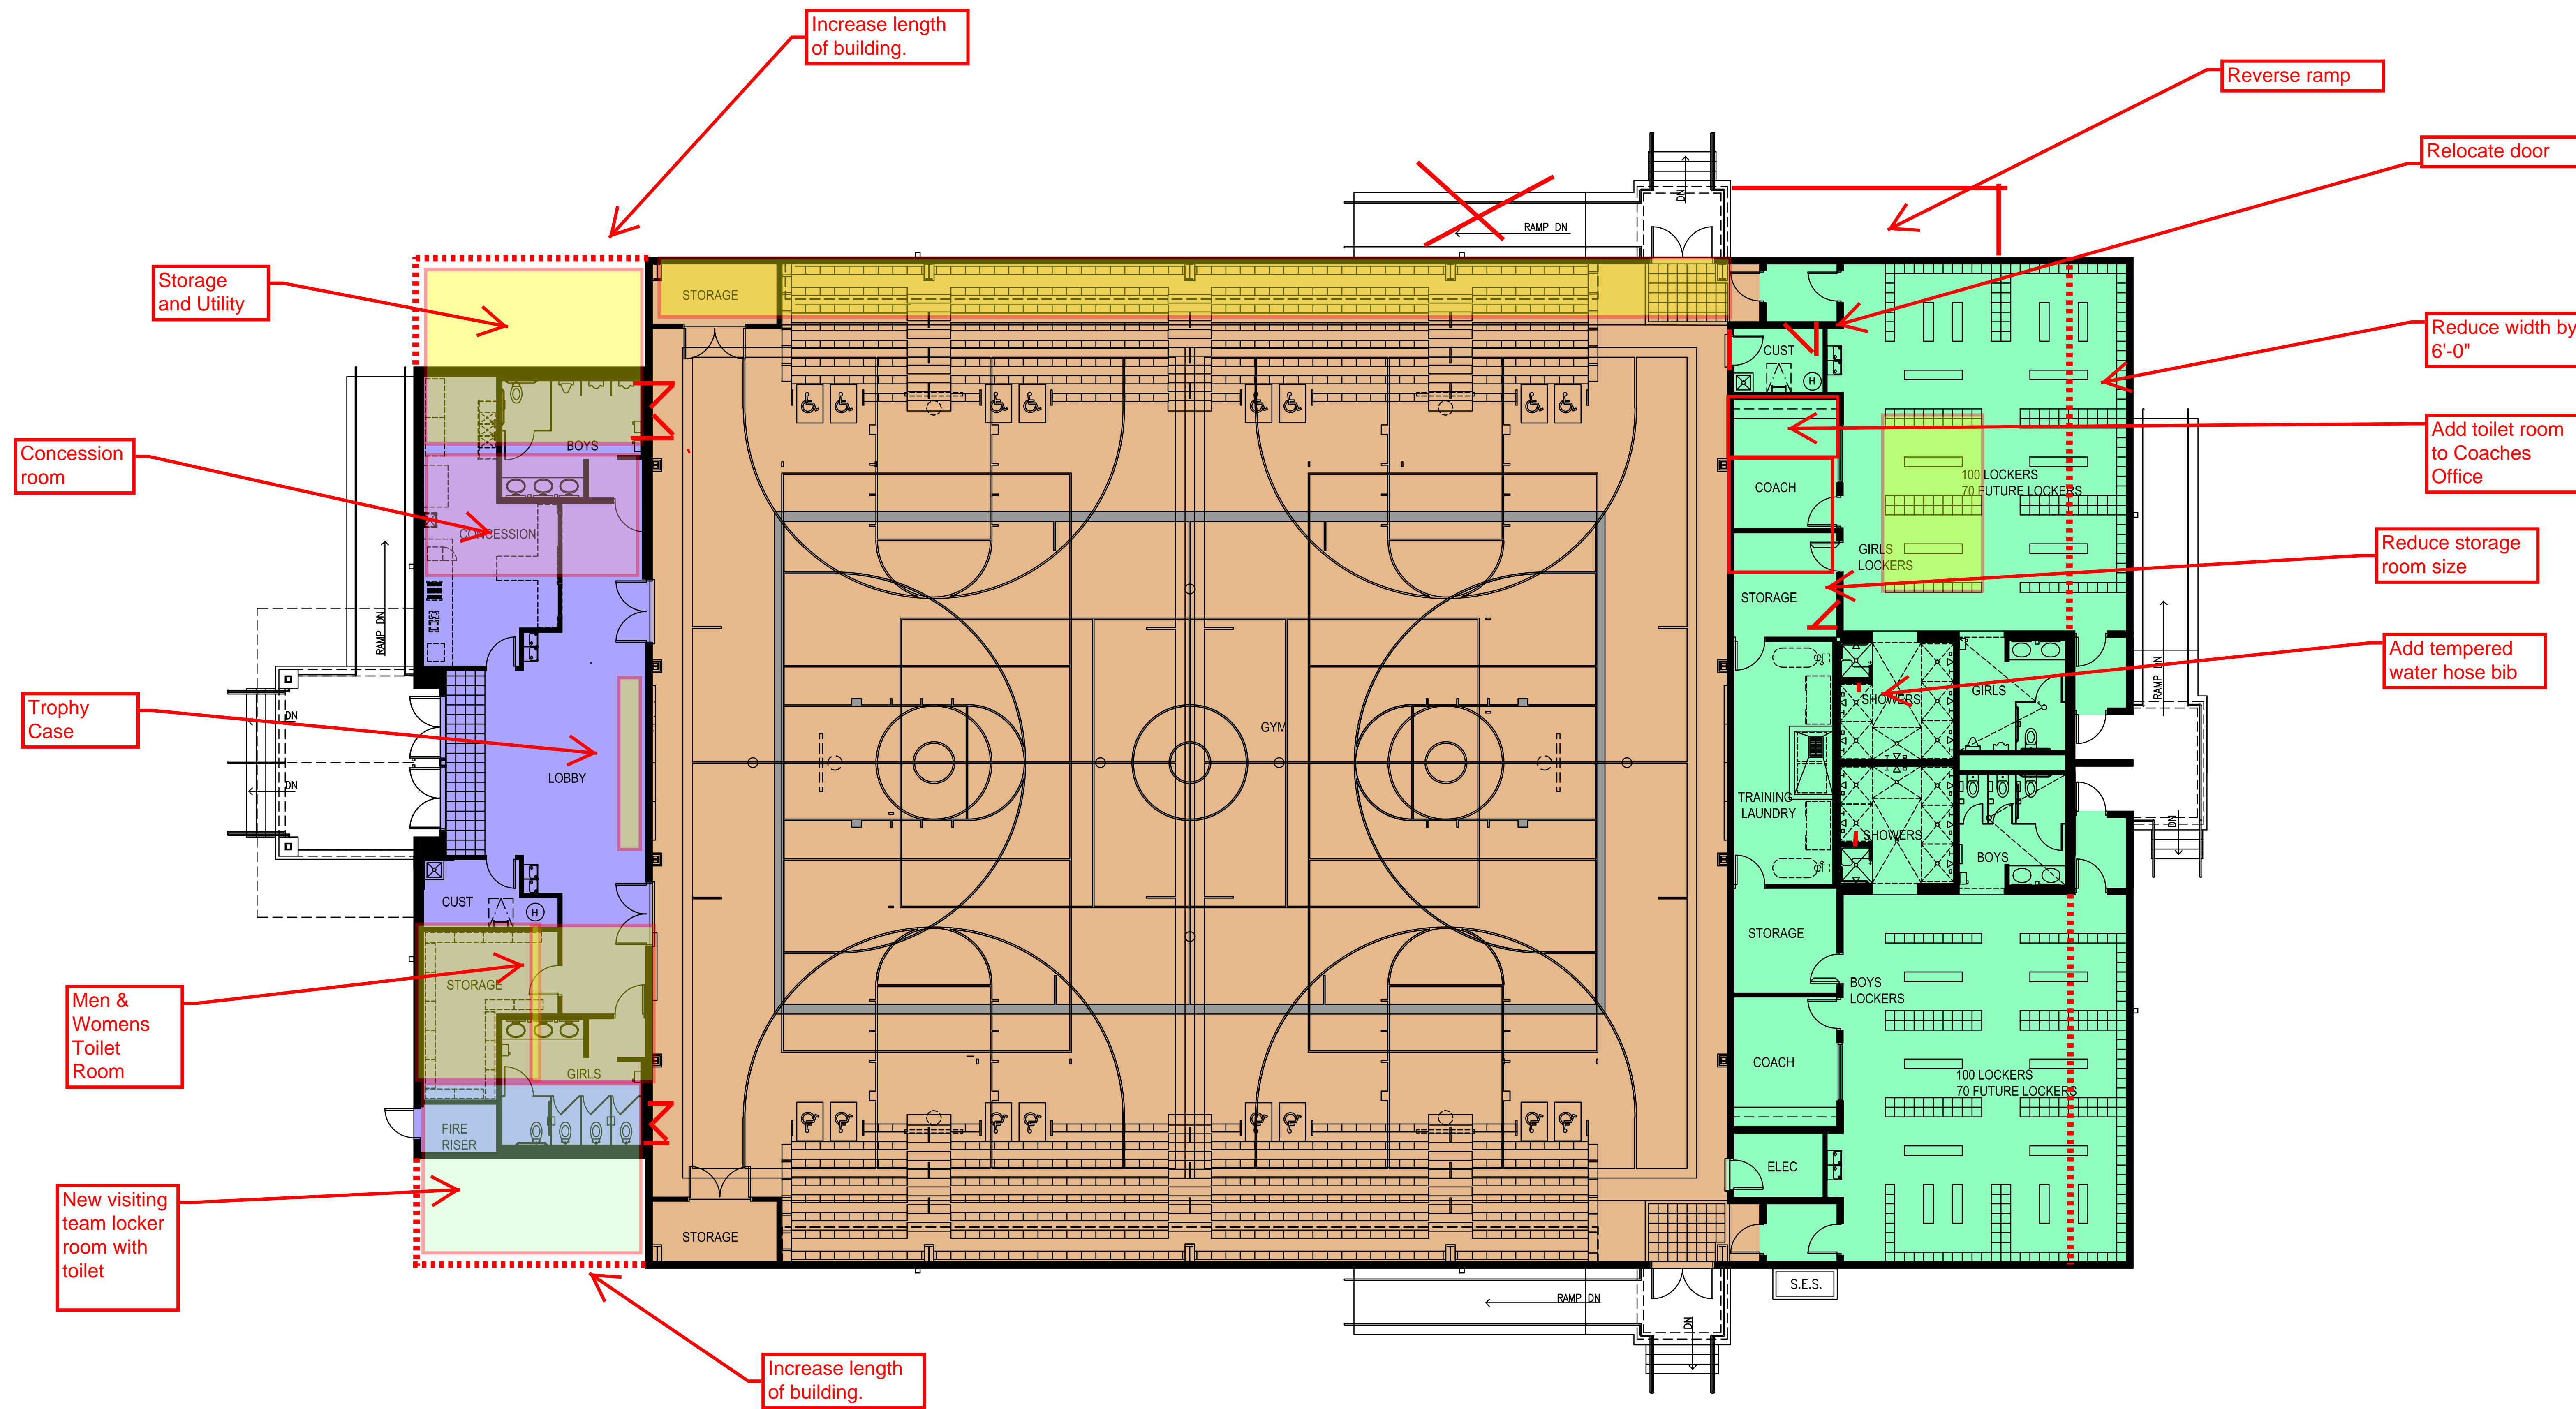 Increase length
of building.
Reverse ramp
Relocate door
DN
RAMP DN
Storage
and Utility
STORAGE
Reduce width by
6'-0"
CUST
H
Add toilet room
to Coaches
Office
Concession
room
BOYS
CONCESSION
COACH
100 LOCKERS
70 FUTURE LOCKERS
GIRLS
LOCKERS
Reduce storage
room size
STORAGE
RAMP DN
RAMP DN
Add tempered
water hose bib
SHOWERS
GIRLS
Trophy
Case
DN
GYM
LOBBY
DN
TRAINING
LAUNDRY
SHOWERS
BOYS
DN
CUST
H
STORAGE
STORAGE
BOYS
LOCKERS
Men &
Womens
Toilet
Room
COACH
GIRLS
100 LOCKERS
70 FUTURE LOCKERS
FIRE
RISER
ELEC
New visiting
team locker
room with
toilet
STORAGE
S.E.S.
RAMP DN
DN
Increase length
of building.